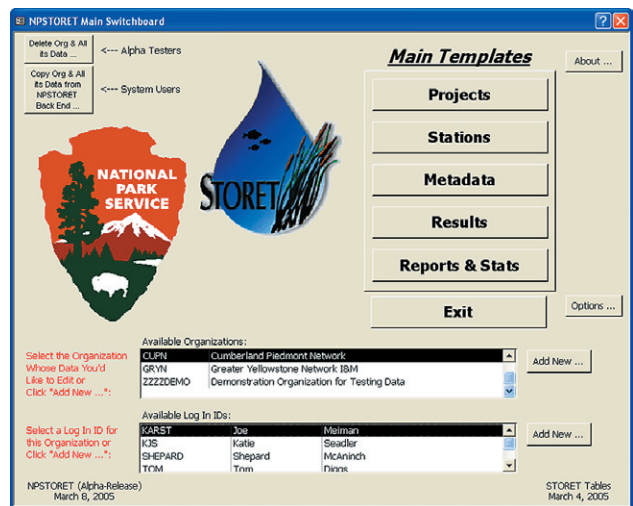 NPSTORET Main Switchboard
Delete Org & All
its Data ...
<--- Alpha Testers
Copy Org & All
its Data from
NPSTORET
Back End ...
<--- System Users
NATIONAL
PARK
SERVICE
STORET
Main Templates
About ...
Projects
Stations
Metadata
Results
Reports & Stats
Exit
Options ...
Available Organizations:
Select the Organization
Whose Data You'd
Like to Edit or
Click "Add New ...":
CUPN Cumberland Piedmont Network
GRYN Greater Yellowstone Network I&M
ZZZZDEMO Demonstration Organization for Testing Data
Add New ...
Available Log In IDs:
Select a Log In ID for
this Organization or
Click "Add New ...":
KARST Joe Meiman
KJS Katie Seadler
SHEPARD Shepard McAninch
TOM Tom Diggs
Add New ...
NPSTORET (Alpha-Release)
March 8, 2005
STORET Tables
March 4, 2005